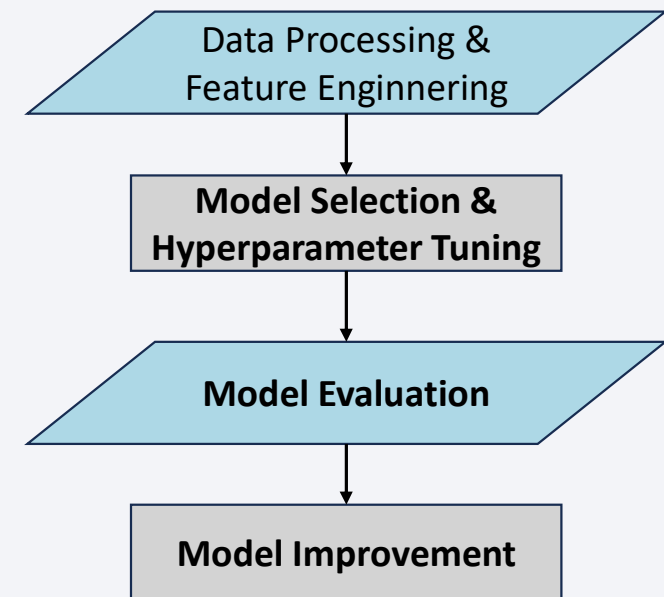 Data Processing &
Feature Enginnering
Model Selection &
Hyperparameter Tuning
Model Evaluation
Model Improvement